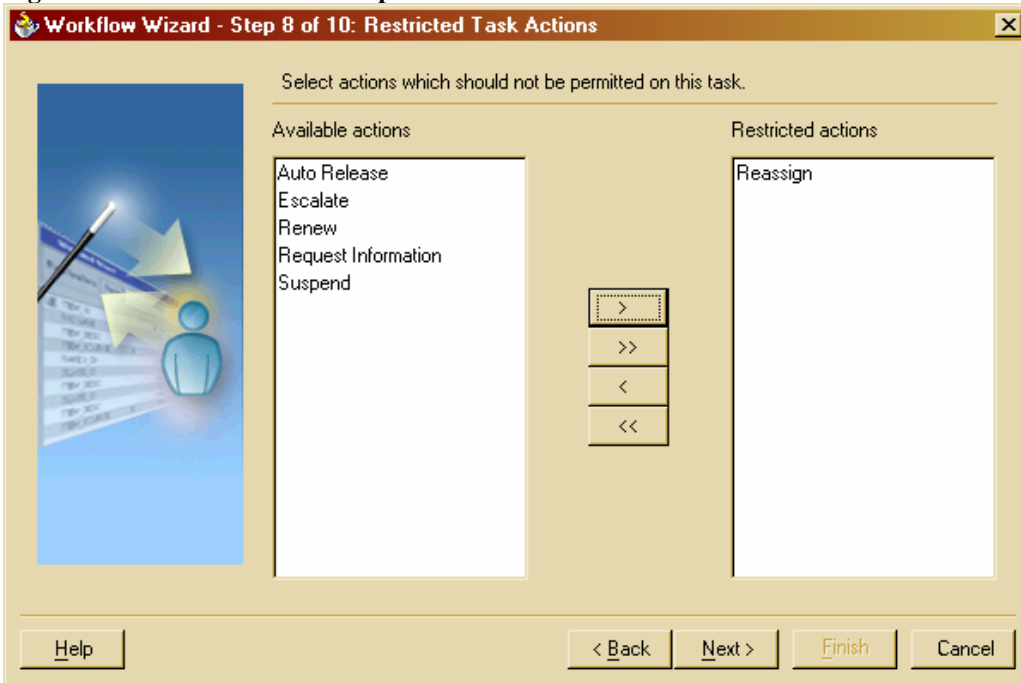 Workflow Wizard - Step 8 of 10: Restricted Task Actions
Select actions which should not be permitted on this task.
Available actions
Restricted actions
Auto Release
Escalate
Renew
Request Information
Suspend
Reassign
>
>>
<
<<
Help
< Back
Next >
Finish
Cancel